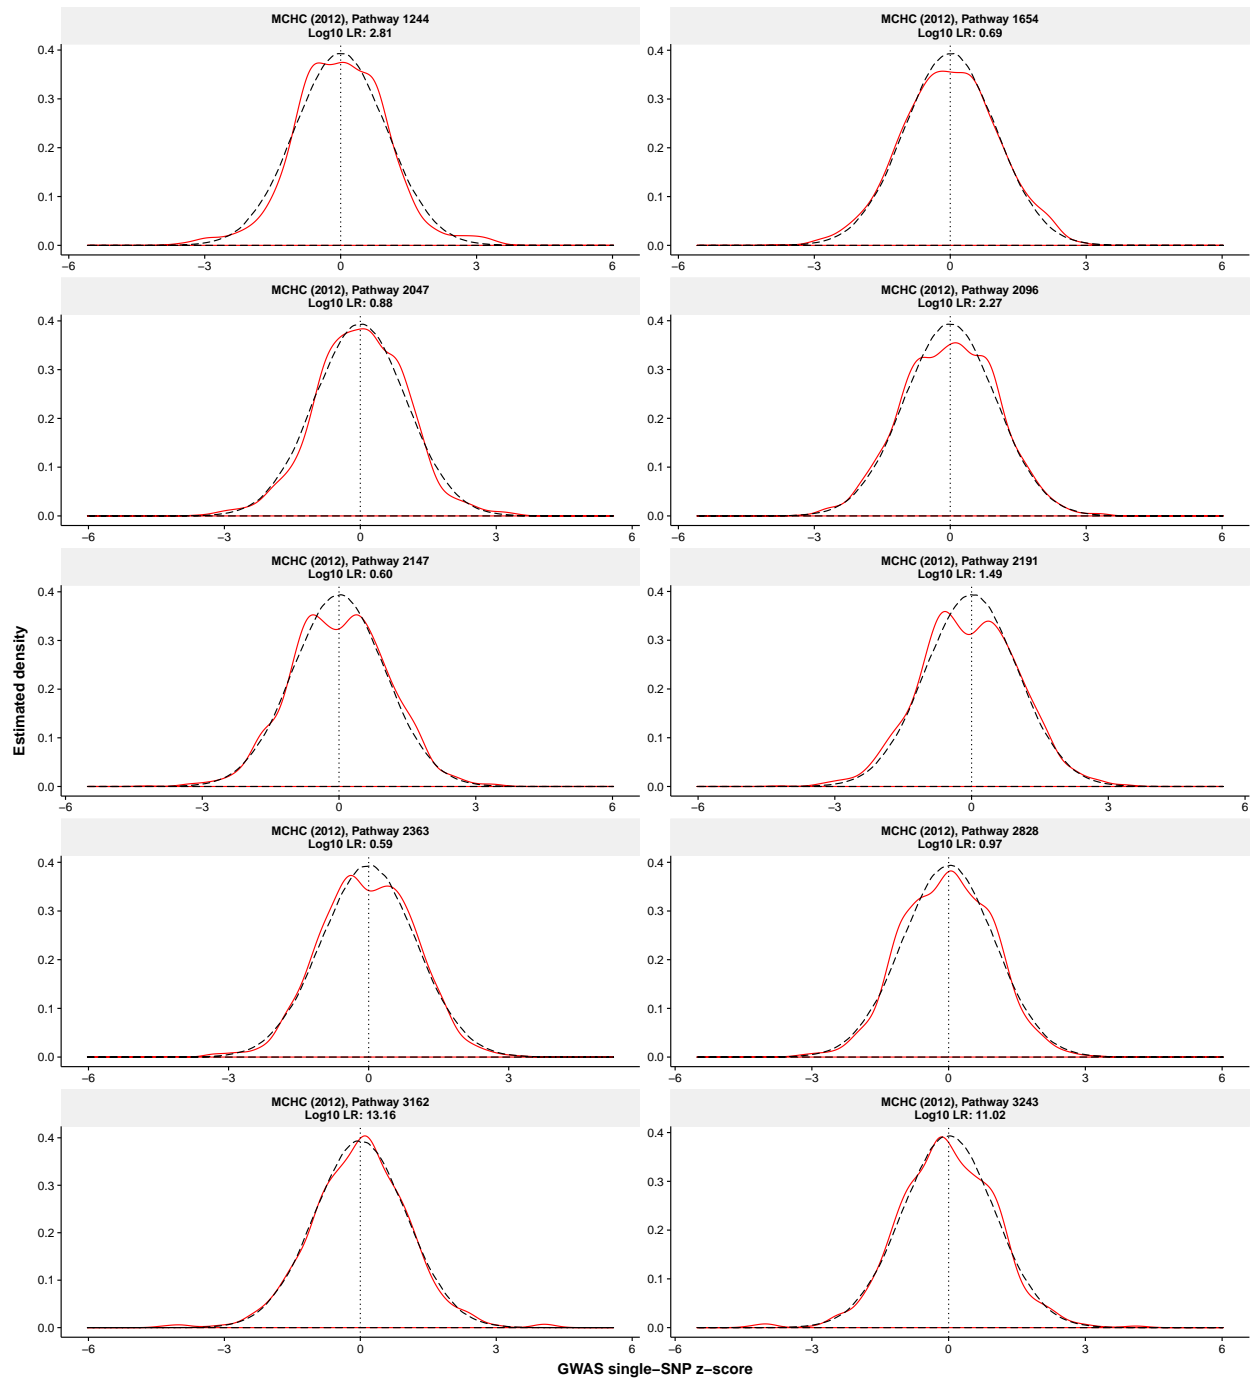 MCHC (2012), Pathway 1244
Log10 LR: 2.81
0.4
0.3
0.2
0.1
0.0
−6 −3 0 3 6
MCHC (2012), Pathway 1654
Log10 LR: 0.69
0.4
0.3
0.2
0.1
0.0
−6 −3 0 3 6
MCHC (2012), Pathway 2047
Log10 LR: 0.88
0.4
0.3
0.2
0.1
0.0
−6 −3 0 3 6
MCHC (2012), Pathway 2096
Log10 LR: 2.27
0.4
0.3
0.2
0.1
0.0
−6 −3 0 3 6
MCHC (2012), Pathway 2147
Log10 LR: 0.60
0.4
0.3
0.2
0.1
0.0
−6 −3 0 3 6
MCHC (2012), Pathway 2191
Log10 LR: 1.49
0.4
0.3
0.2
0.1
0.0
−6 −3 0 3 6
Estimated density
MCHC (2012), Pathway 2363
Log10 LR: 0.59
0.4
0.3
0.2
0.1
0.0
−6 −3 0 3
MCHC (2012), Pathway 2828
Log10 LR: 0.97
0.4
0.3
0.2
0.1
0.0
−6 −3 0 3 6
MCHC (2012), Pathway 3162
Log10 LR: 13.16
0.4
0.3
0.2
0.1
0.0
−6 −3 0 3 6
MCHC (2012), Pathway 3243
Log10 LR: 11.02
0.4
0.3
0.2
0.1
0.0
−6 −3 0 3 6
GWAS single−SNP z−score